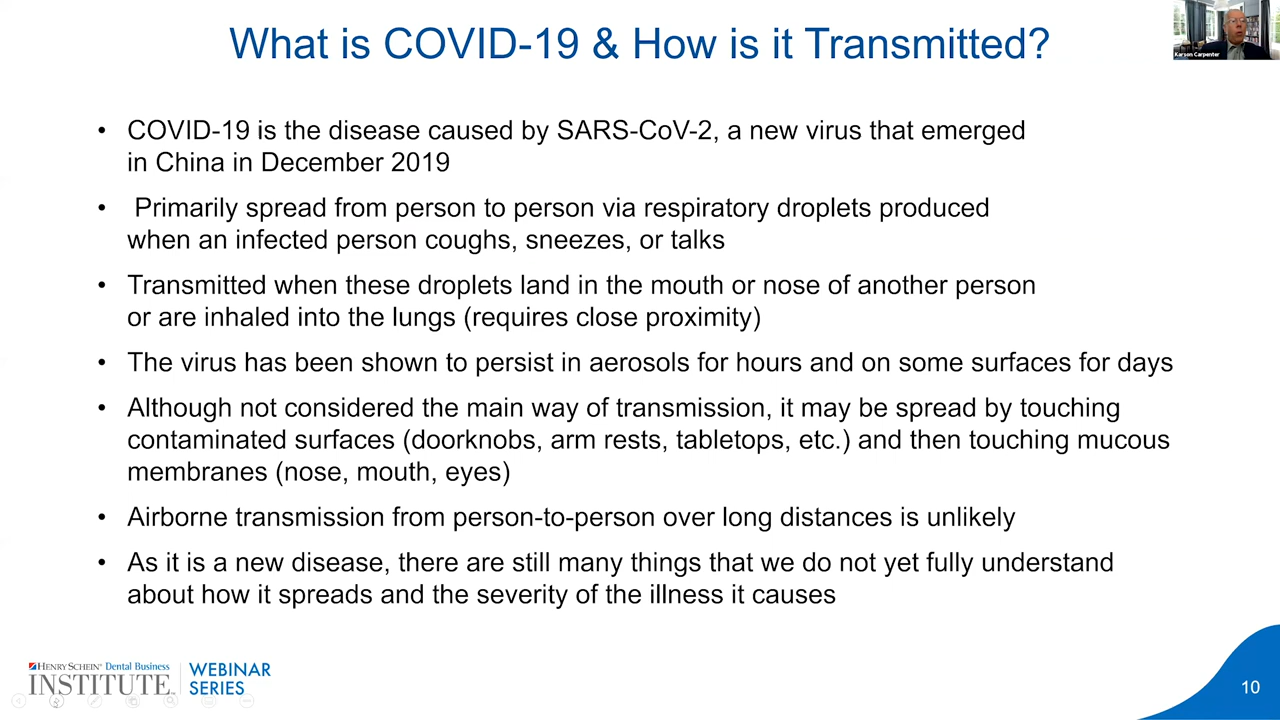 What is COVID-19 & How is it Transmitted?
Karson Carpenter
• COVID-19 is the disease caused by SARS-CoV-2, a new virus that emerged
in China in December 2019
• Primarily spread from person to person via respiratory droplets produced
when an infected person coughs, sneezes, or talks
• Transmitted when these droplets land in the mouth or nose of another person
or are inhaled into the lungs (requires close proximity)
• The virus has been shown to persist in aerosols for hours and on some surfaces for days
• Although not considered the main way of transmission, it may be spread by touching
contaminated surfaces (doorknobs, arm rests, tabletops, etc.) and then touching mucous
membranes (nose, mouth, eyes)
• Airborne transmission from person-to-person over long distances is unlikely
• As it is a new disease, there are still many things that we do not yet fully understand
about how it spreads and the severity of the illness it causes
HENRY SCHEIN® Dental Business
INSTITUTE
WEBINAR
SERIES
10